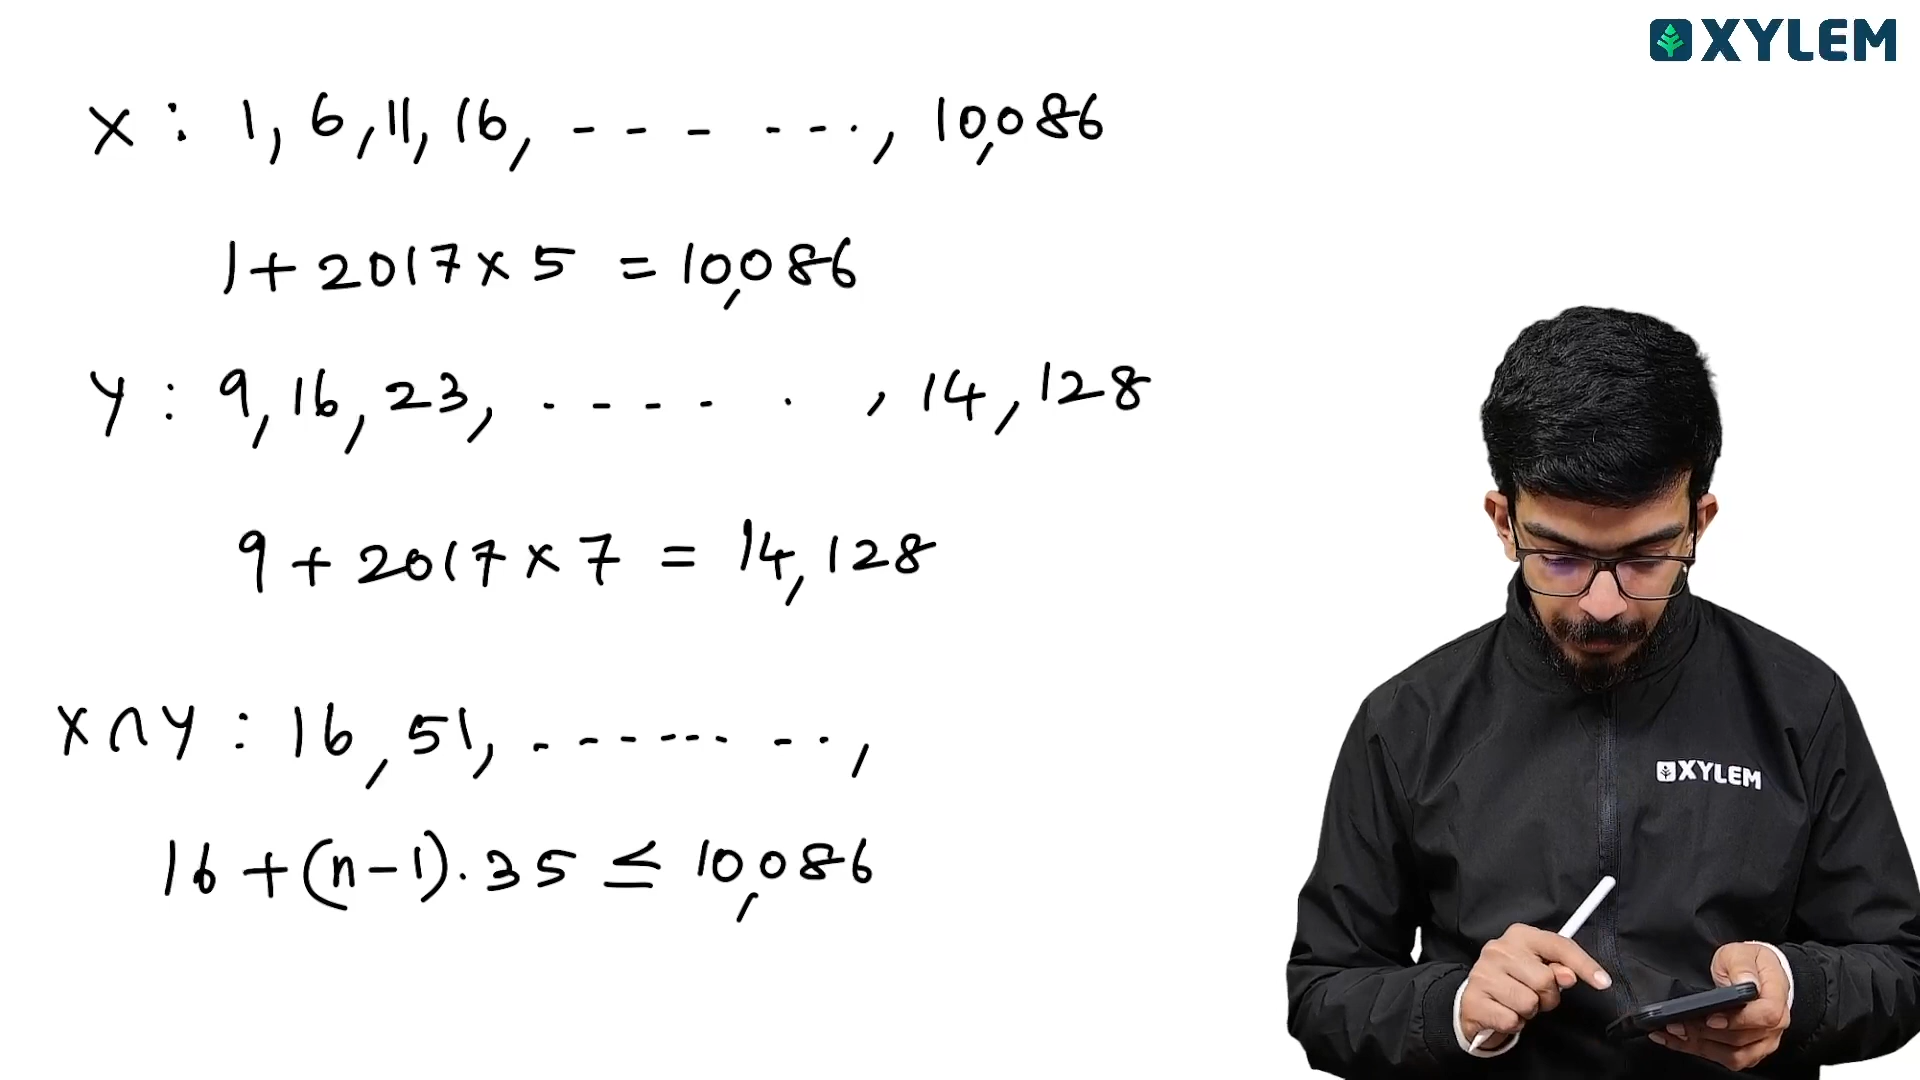 XYLEM
X : 1, 6, 11, 16, - - - - - - ., 10,086
1 + 2017 × 5 = 10,086
Y : 9, 16, 23, . - - - - . , 14,128
9 + 2017 × 7 = 14,128
X ∩ Y : 16, 51, - - - - - - - - ,
16 + (n - 1) . 35 ≤ 10,086
XYLEM